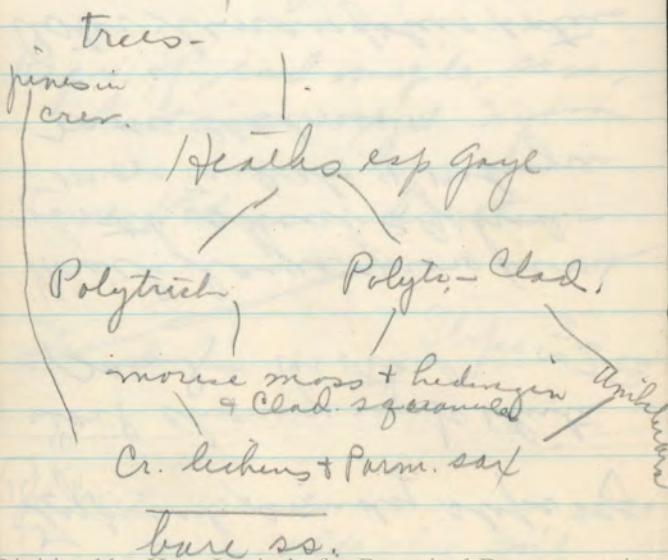 trees-
pines in
crev.
Heaths esp Gayl
Polytrich
Polytr.- Clad.
mouse moss + hedwigia
+ Clad. squamules
Cr. lichens + Parm. sax
bare ss.